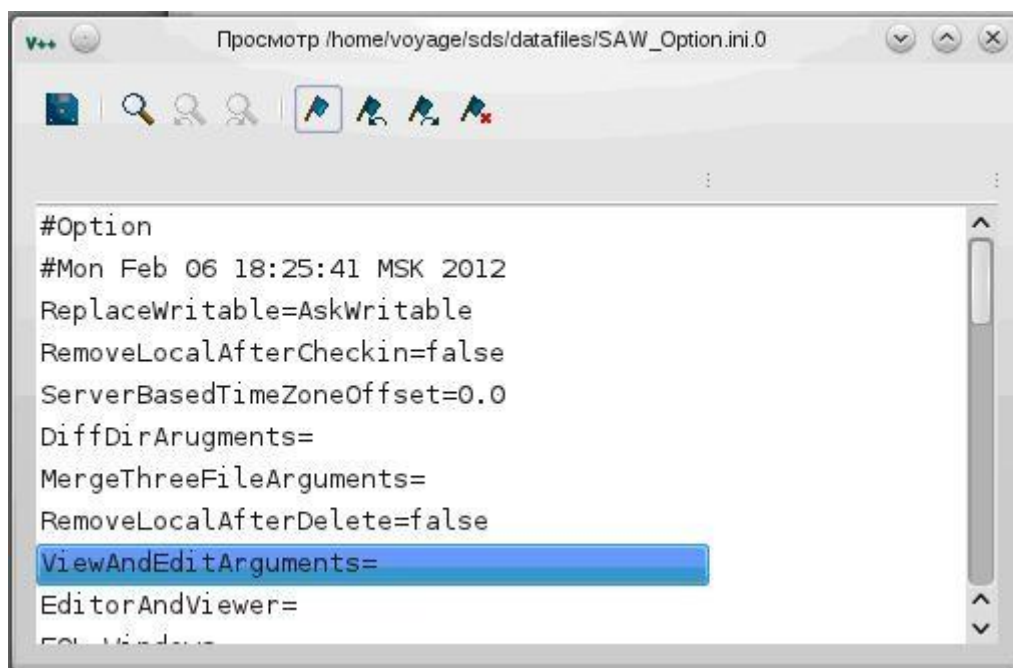 v++ Просмотр /home/voyage/sds/datafiles/SAW_Option.ini.0
#Option
#Mon Feb 06 18:25:41 MSK 2012
ReplaceWritable=AskWritable
RemoveLocalAfterCheckin=false
ServerBasedTimeZoneOffset=0.0
DiffDirArugments=
MergeThreeFileArguments=
RemoveLocalAfterDelete=false
ViewAndEditArguments=
EditorAndViewer=